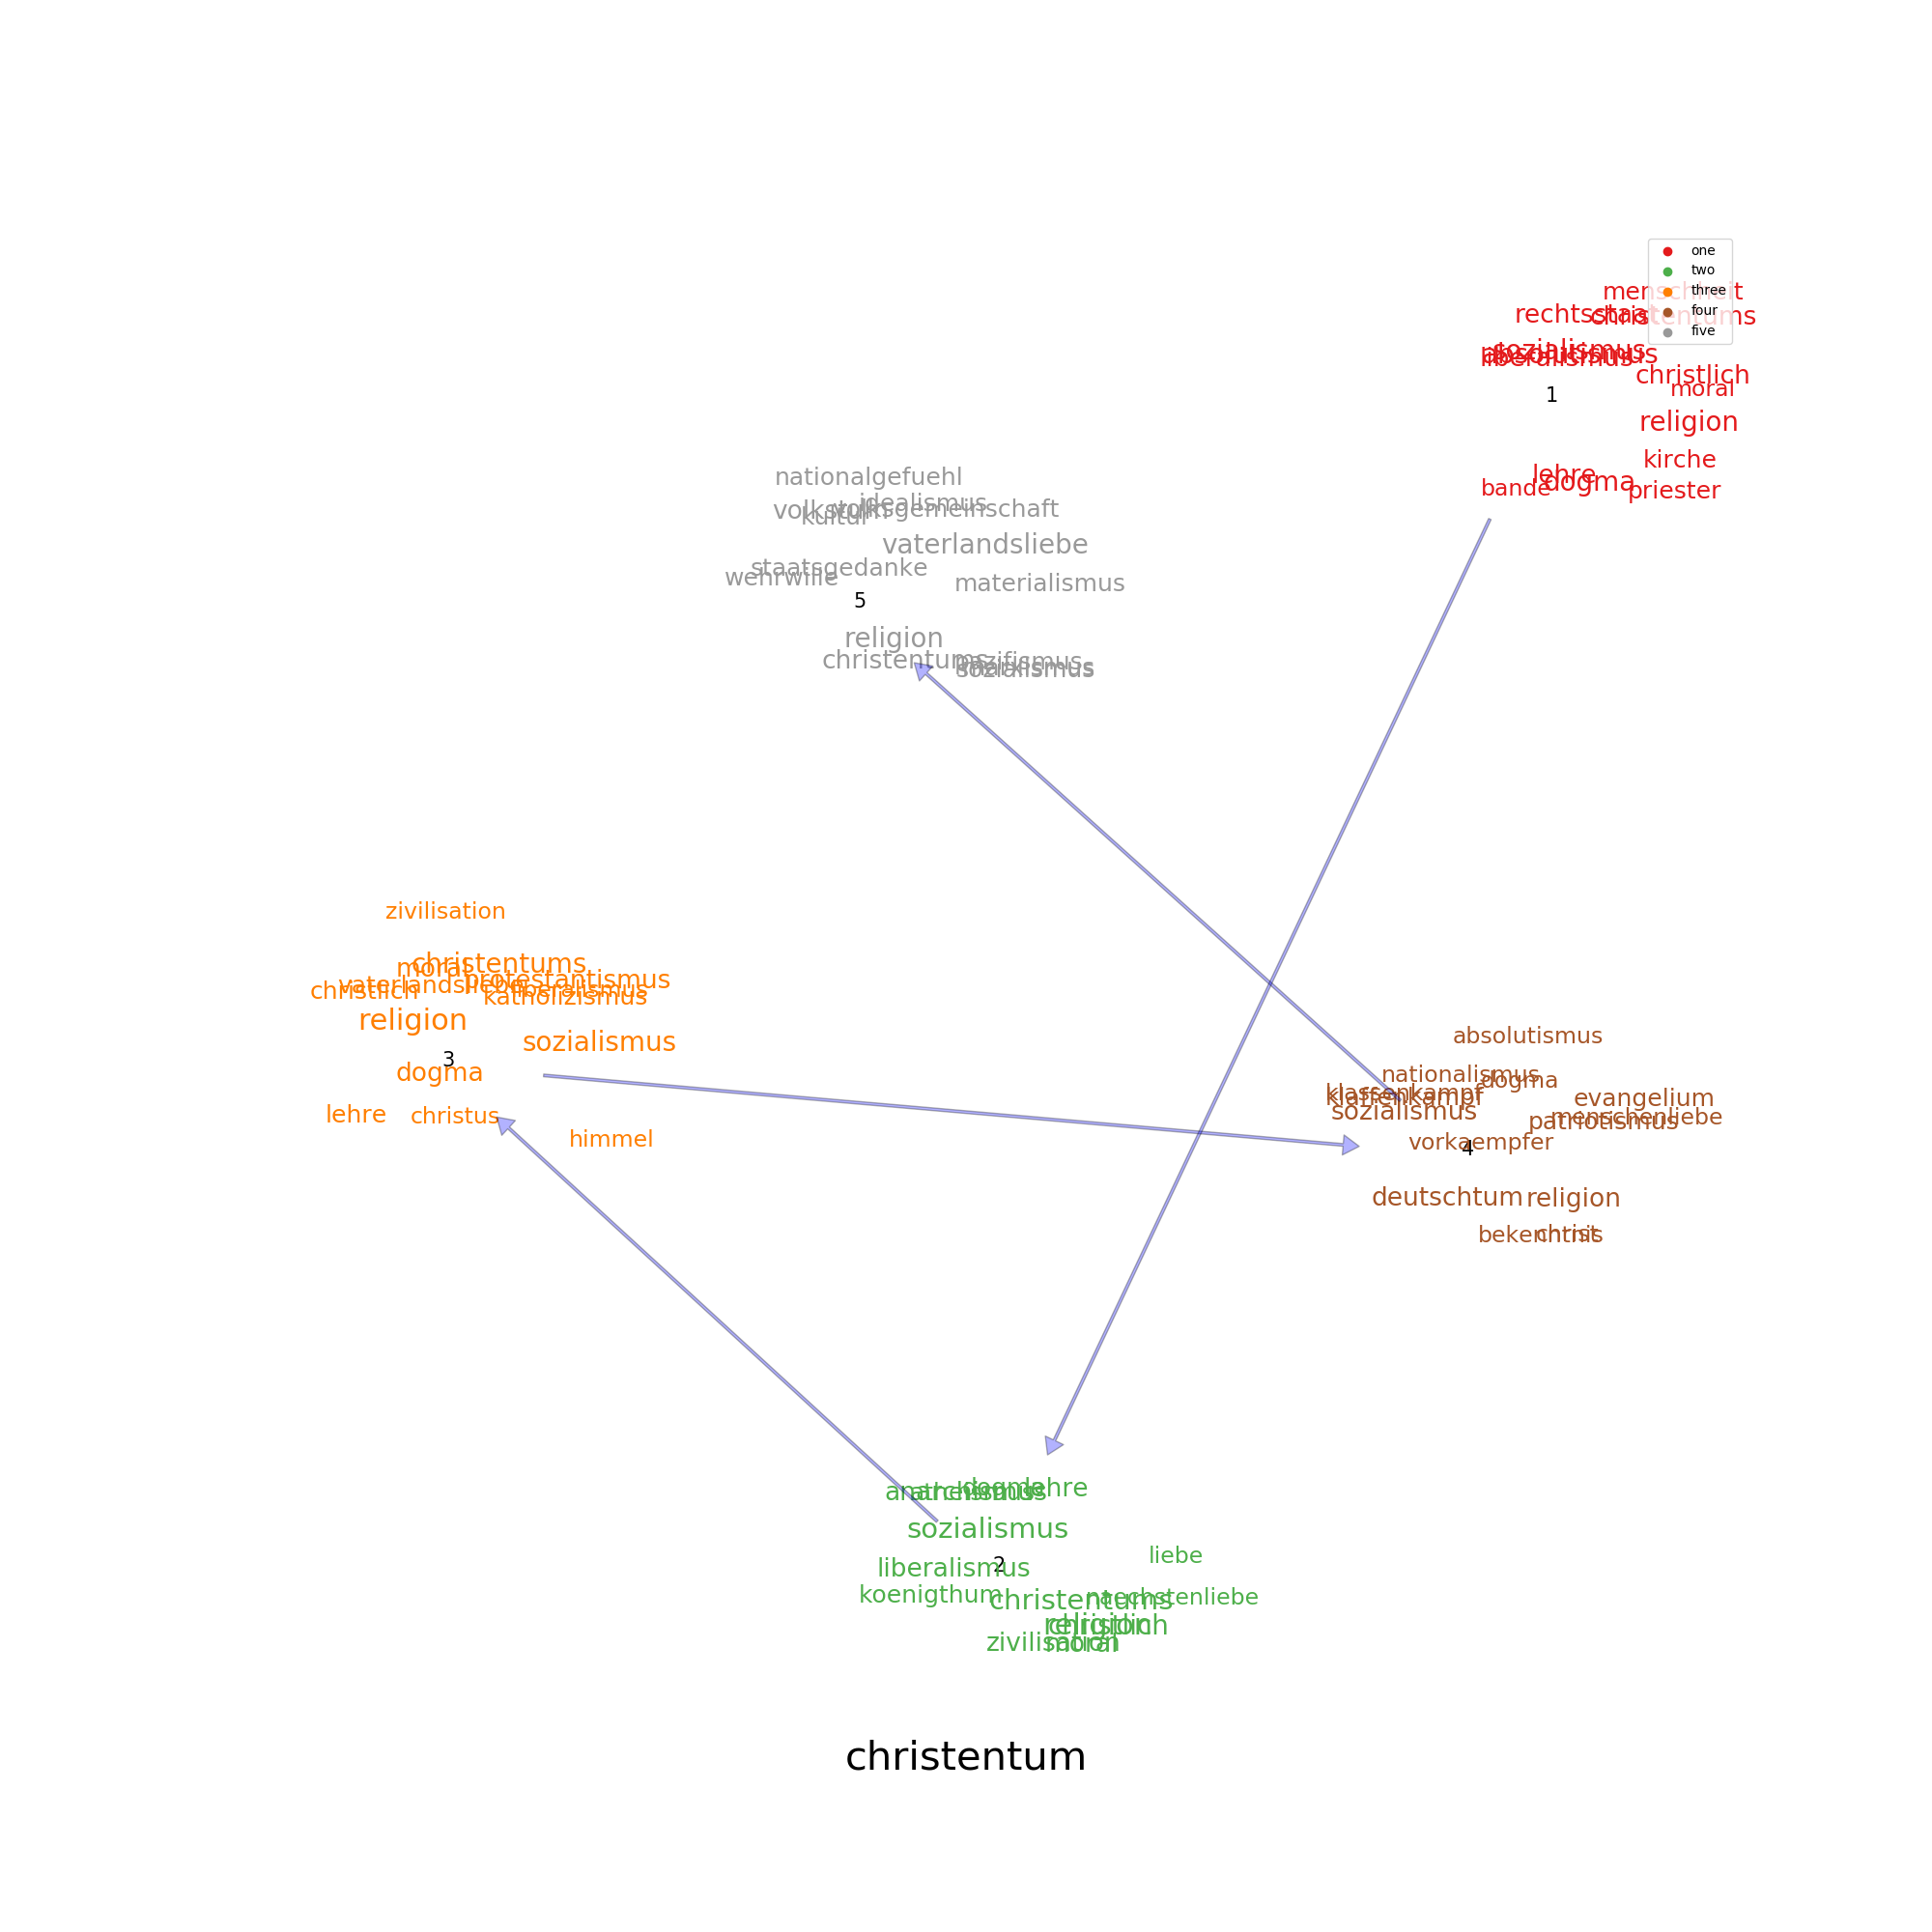 one
two
three
four
five
menschheit
rechtsstaat
christentums
sozialismus
absolutismus
liberalismus
christlich
moral
1
religion
kirche
lehre
dogma
bande
priester
nationalgefuehl
idealismus
volkstum
volksgemeinschaft
kultur
vaterlandsliebe
staatsgedanke
wehrwille
materialismus
5
religion
christentums
pazifismus
marxismus
sozialismus
zivilisation
christentums
moral
protestantismus
vaterlandsliebe
christlich
liberalismus
katholizismus
religion
sozialismus
3
dogma
lehre
christus
himmel
absolutismus
nationalismus
dogma
klassenkampf
klaffenkampf
evangelium
sozialismus
menschenliebe
patriotismus
vorkaempfer
4
deutschtum
religion
bekenntnis
christ
dogma
lehre
anarchismus
atheismus
sozialismus
liebe
2
liberalismus
koenigthum
christentums
naechstenliebe
religion
christlich
zivilisation
moral
christentum